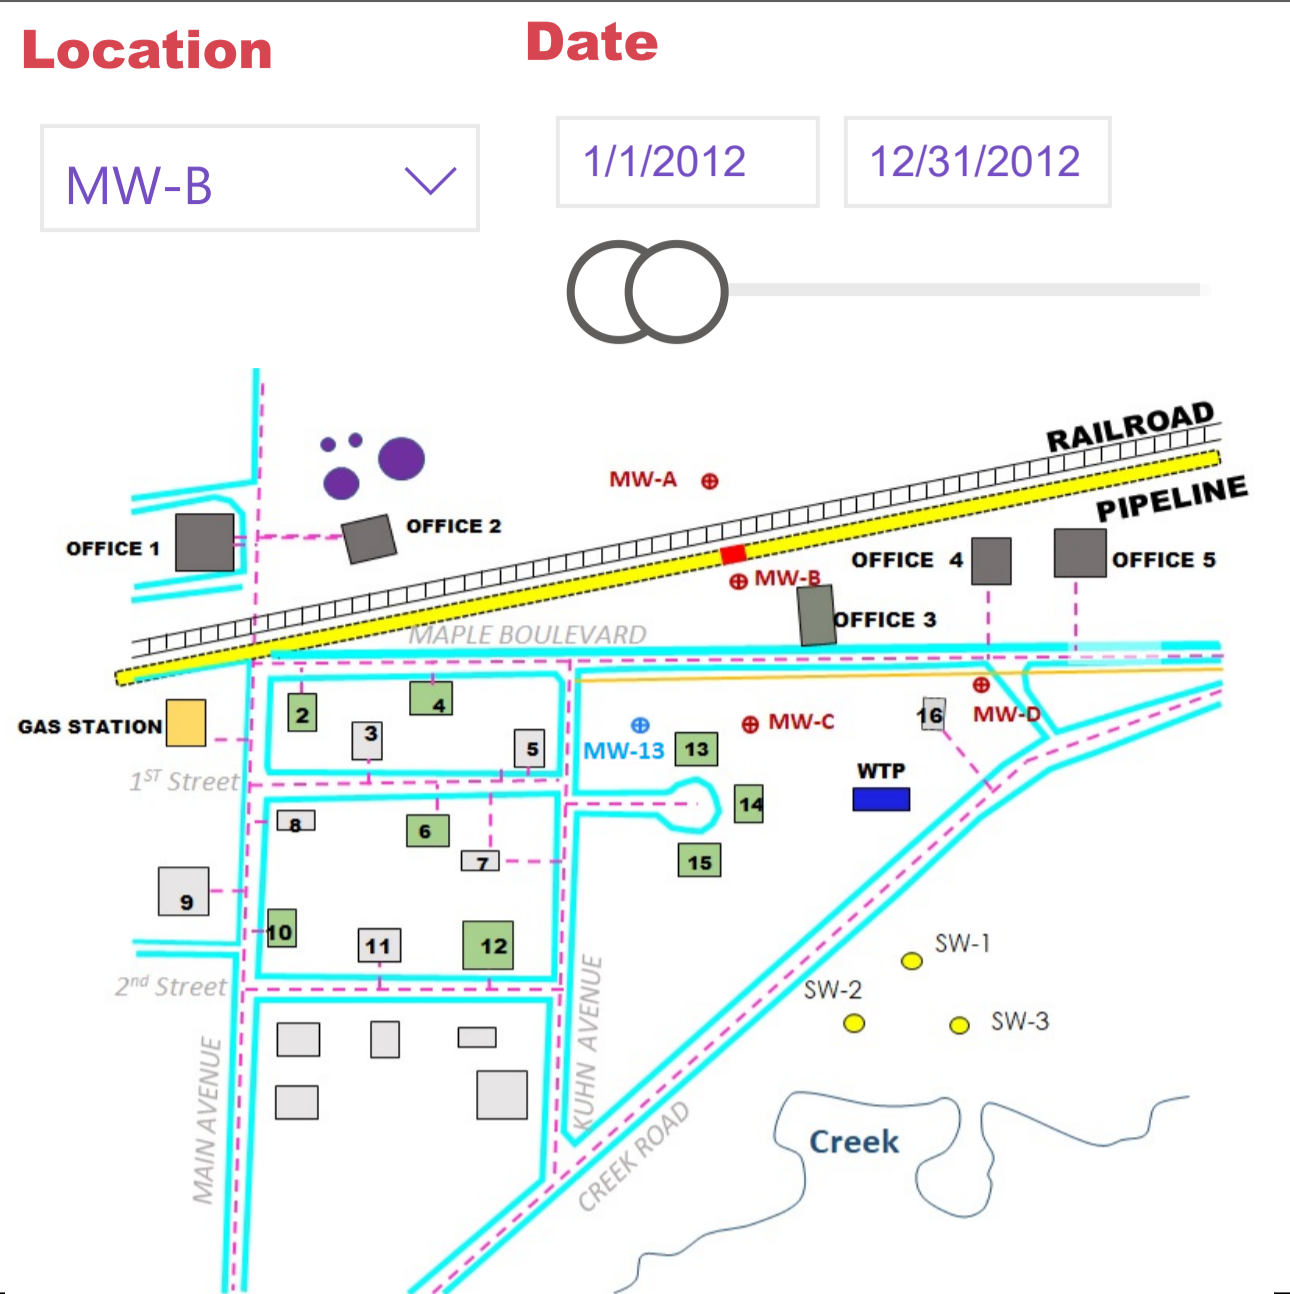 Location
Date
MW-B
1/1/2012
12/31/2012
RAILROAD
MW-A
PIPELINE
OFFICE 2
OFFICE 1
OFFICE 4
OFFICE 5
MW-B
OFFICE 3
MAPLE BOULEVARD
GAS STATION
2
4
3
5
MW-13
13
MW-C
16
MW-D
1ST Street
WTP
14
8
6
7
15
9
10
11
12
SW-1
2nd Street
SW-2
SW-3
MAIN AVENUE
KUHN AVENUE
CREEK ROAD
Creek